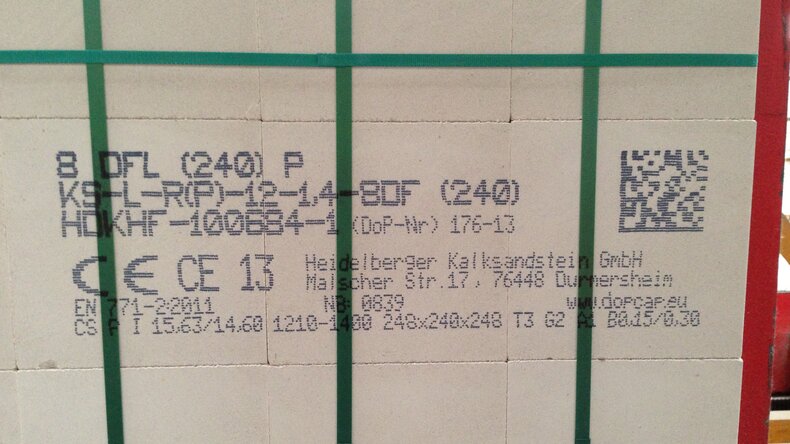 8 DFL (240) P
KS-L-R(P)-12-1,4-8DF (240)
HDKHF-100684-1 (DoP-Nr) 176-13
CE CE 13
Heidelberger Kalksandstein GmbH
Malscher Str.17, 76448 Durmersheim
EN 771-2:2011 NB 0839 www.dopcap.eu
CS P I 15,63/14,60 1210-1400 248x240x248 T3 G2 A1 B0,15/0,30